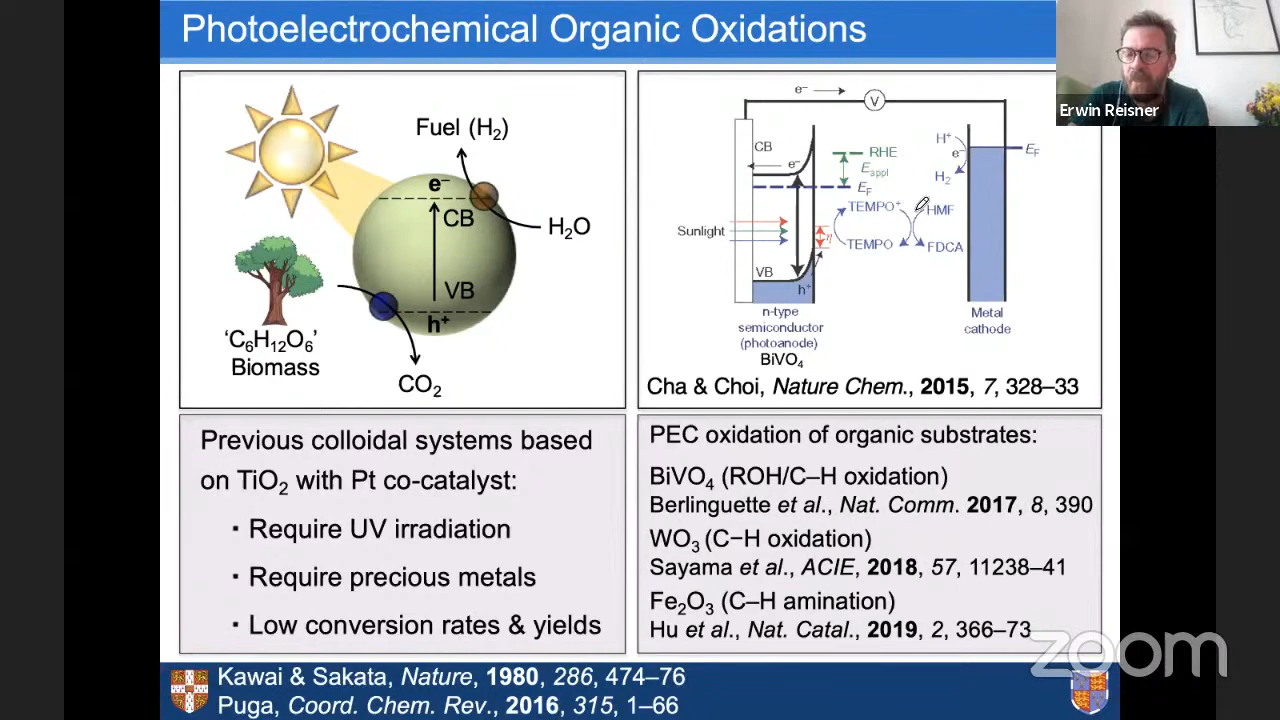 Photoelectrochemical Organic Oxidations
Erwin Reisner
Fuel (H₂)
e⁻
CB
H₂O
VB
h⁺
'C₆H₁₂O₆'
Biomass
CO₂
e⁻
V
CB
e⁻
RHE
E appl
E F
Sunlight
TEMPO⁺
HMF
η
TEMPO
FDCA
VB
h⁺
H⁺
e⁻
H₂
E F
n-type
semiconductor
(photoanode)
BiVO₄
Metal
cathode
Cha & Choi, Nature Chem., 2015, 7, 328–33
Previous colloidal systems based
on TiO₂ with Pt co-catalyst:
· Require UV irradiation
· Require precious metals
· Low conversion rates & yields
PEC oxidation of organic substrates:
BiVO₄ (ROH/C–H oxidation)
Berlinguette et al., Nat. Comm. 2017, 8, 390
WO₃ (C−H oxidation)
Sayama et al., ACIE, 2018, 57, 11238–41
Fe₂O₃ (C–H amination)
Hu et al., Nat. Catal., 2019, 2, 366–73
Kawai & Sakata, Nature, 1980, 286, 474–76
Puga, Coord. Chem. Rev., 2016, 315, 1–66
zoom